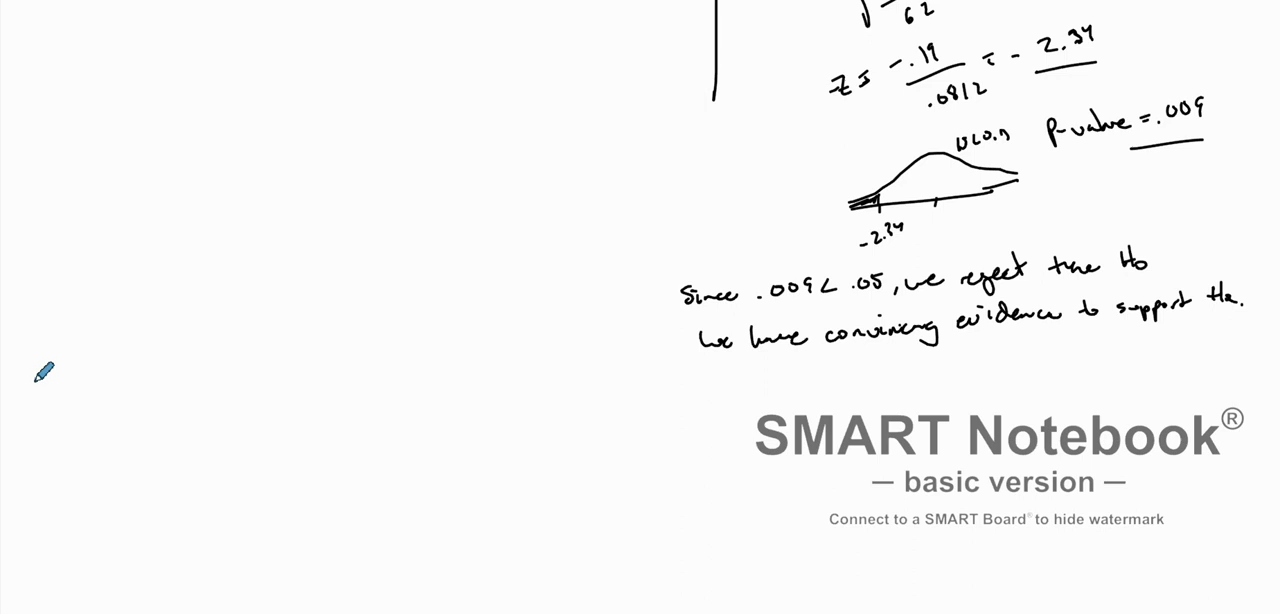 62
z = -.19/.0812 = - 2.34
P-value = .009
N(0,1)
-2.34
Since .009 < .05, we reject the Ho
We have convincing evidence to support Ha.
SMART Notebook®
— basic version —
Connect to a SMART Board® to hide watermark